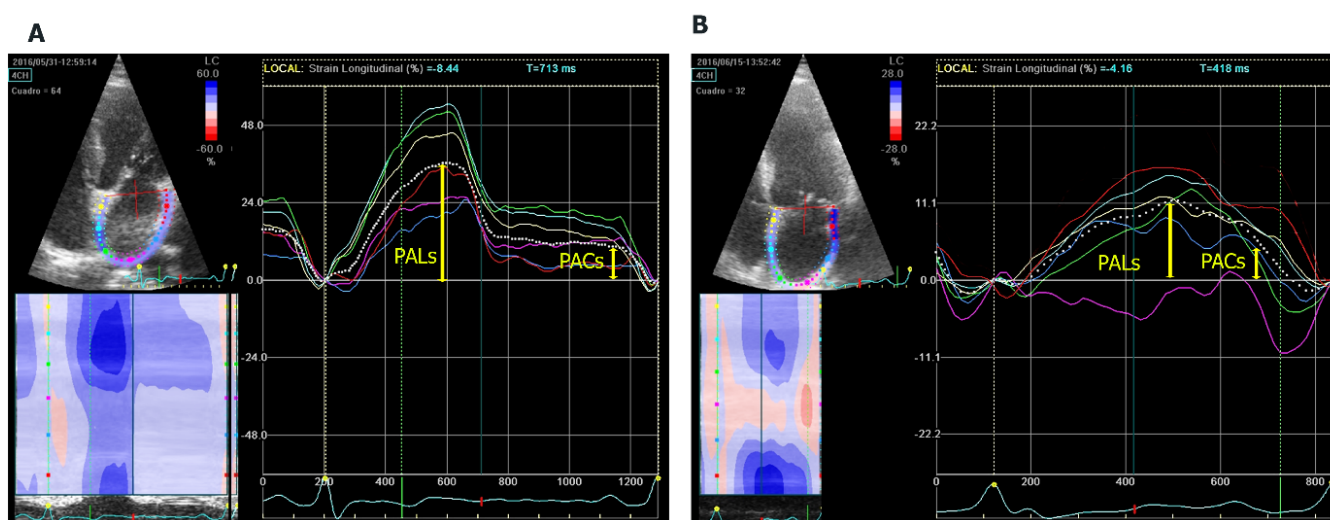 A
2016/05/31-12:59:14
4CH
Cuadro = 64
LC
60.0
-60.0
%
LOCAL: Strain Longitudinal (%) =-8.44 T=713 ms
48.0
24.0
0.0
-24.0
-48.0
PALs
PACs
0 200 400 600 800 1000 1200
B
2016/06/15-13:52:42
4CH
Cuadro = 32
LC
28.0
-28.0
%
LOCAL: Strain Longitudinal (%) =-4.16 T=418 ms
22.2
11.1
0.0
-11.1
-22.2
PALs
PACs
0 200 400 600 800